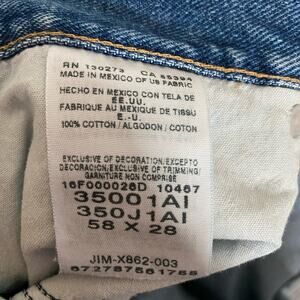 RN 130273 CA 55394
MADE IN MEXICO OF US FABRIC
HECHO EN MEXICO CON TELA DE
EE.UU.
FABRIQUE AU MEXIQUE DE TISSU
E.-U.
100% COTTON / ALGODON / COTON
EXCLUSIVE OF DECORATION/EXCEPTO
DECORACION/EXCLUSIVE OF TRIMMING/
GARNITURE NON COMPRISE
16F000026D 10467
35001AI
350J1AI
58 X 28
JIM-X862-003
672787561788